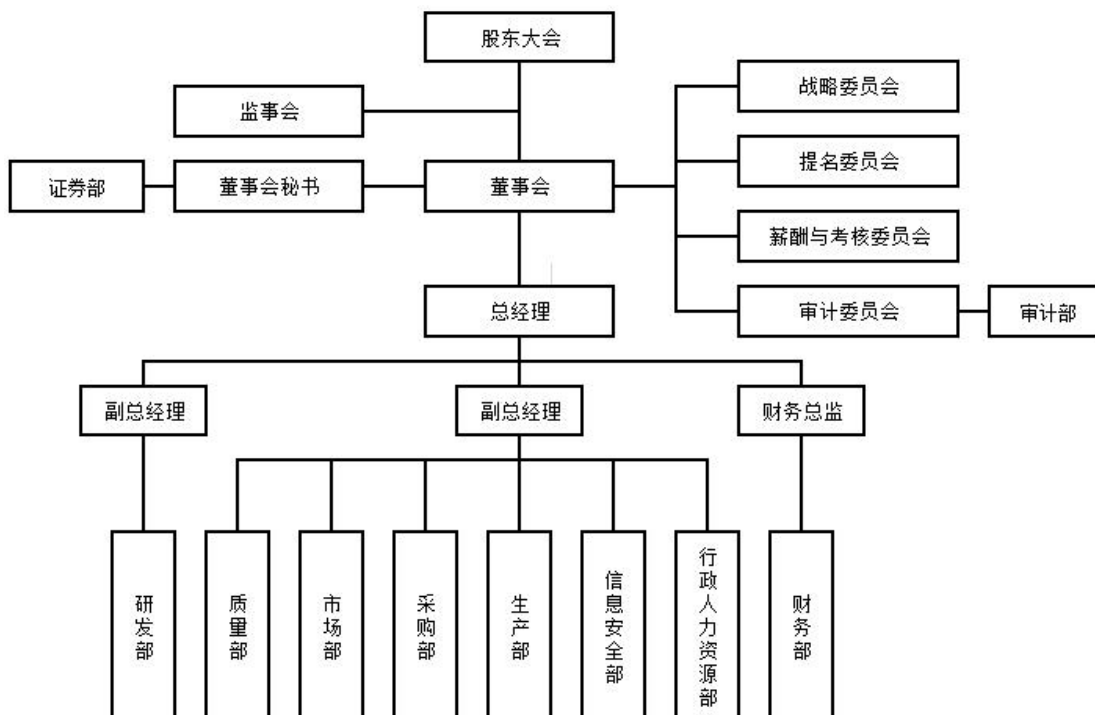 股东大会
监事会
战略委员会
提名委员会
证券部
董事会秘书
董事会
薪酬与考核委员会
总经理
审计委员会
审计部
副总经理
副总经理
财务总监
研发部
质量部
市场部
采购部
生产部
信息安全部
行政人力资源部
财务部